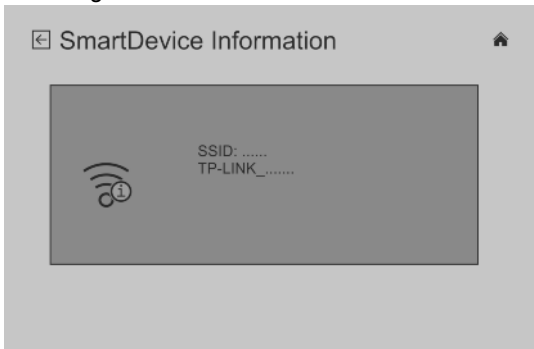 SmartDevice Information
SSID: ......
TP-LINK_.......